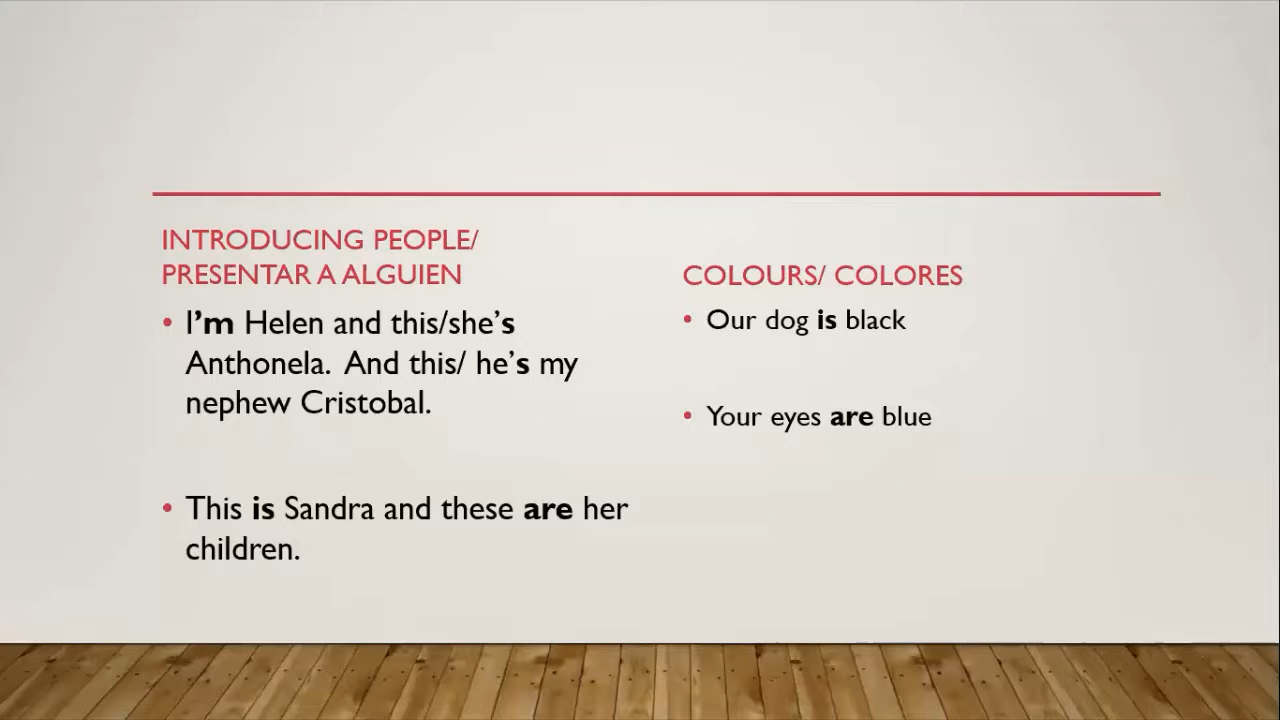 INTRODUCING PEOPLE/
PRESENTAR A ALGUIEN
• I'm Helen and this/she's
Anthonela.  And this/ he's my
nephew Cristobal.
• This is Sandra and these are her
children.
COLOURS/ COLORES
• Our dog is black
• Your eyes are blue